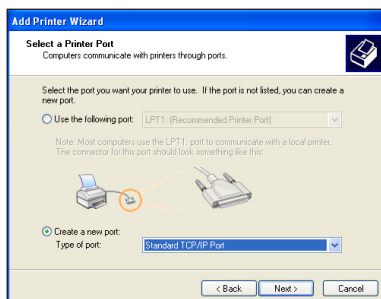 Add Printer Wizard
Select a Printer Port
Computers communicate with printers through ports.
Select the port you want your printer to use. If the port is not listed, you can create a
new port.
Use the following port: LPT1: (Recommended Printer Port)
Note: Most computers use the LPT1: port to communicate with a local printer.
The connector for this port should look something like this:
Create a new port:
Type of port: Standard TCP/IP Port
< Back Next > Cancel